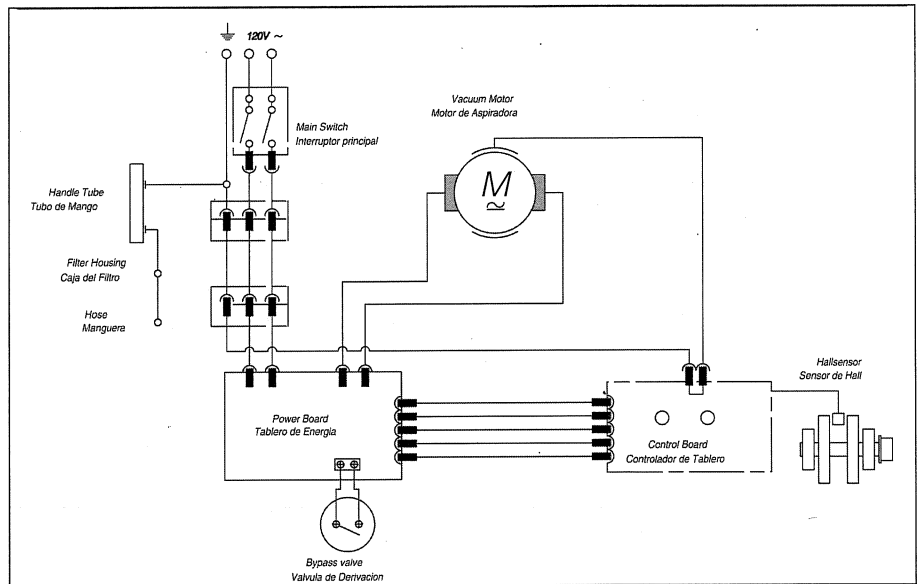 120V ~
Main Switch
Interruptor principal
Vacuum Motor
Motor de Aspiradora
M
~
Handle Tube
Tubo de Mango
Filter Housing
Caja del Filtro
Hose
Manguera
Hallsensor
Sensor de Hall
Power Board
Tablero de Energia
Control Board
Controlador de Tablero
Bypass valve
Valvula de Derivacion